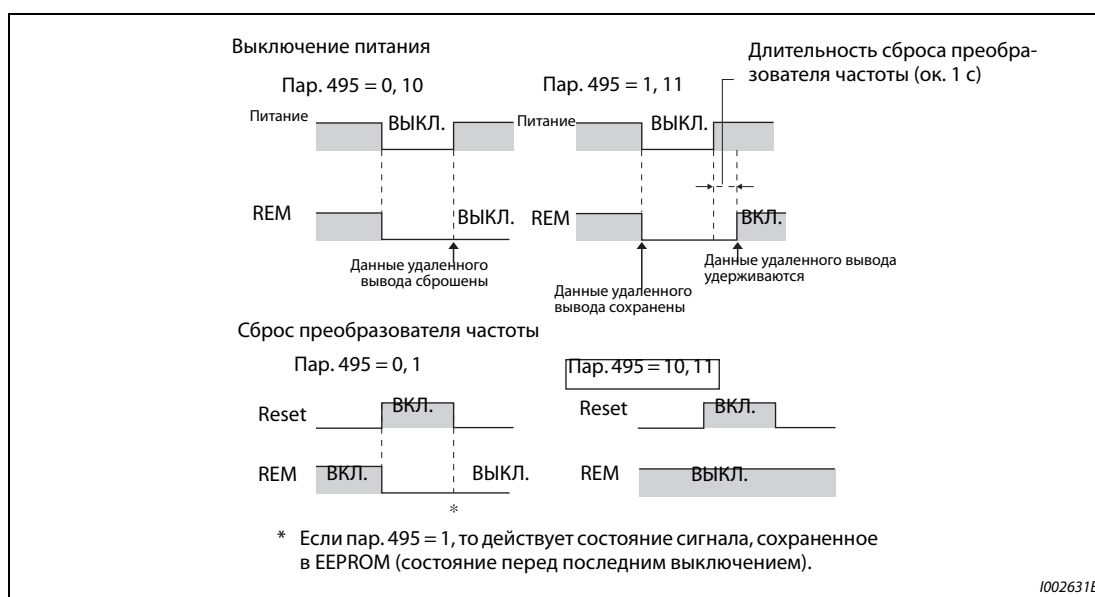 Выключение питания
Длительность сброса преобра-
зователя частоты (ок. 1 с)
Пар. 495 = 0, 10
Пар. 495 = 1, 11
Питание
ВЫКЛ.
Питание
ВЫКЛ.
REM
ВЫКЛ.
REM
ВКЛ.
Данные удаленного
вывода сброшены
Данные удаленного
вывода сохранены
Данные удаленного вывода
удерживаются
Сброс преобразователя частоты
Пар. 495 = 0, 1
Пар. 495 = 10, 11
Reset
ВКЛ.
Reset
ВКЛ.
REM
ВКЛ.
ВЫКЛ.
REM
ВЫКЛ.
*
* Если пар. 495 = 1, то действует состояние сигнала, сохраненное
в EEPROM (состояние перед последним выключением).
I002631E